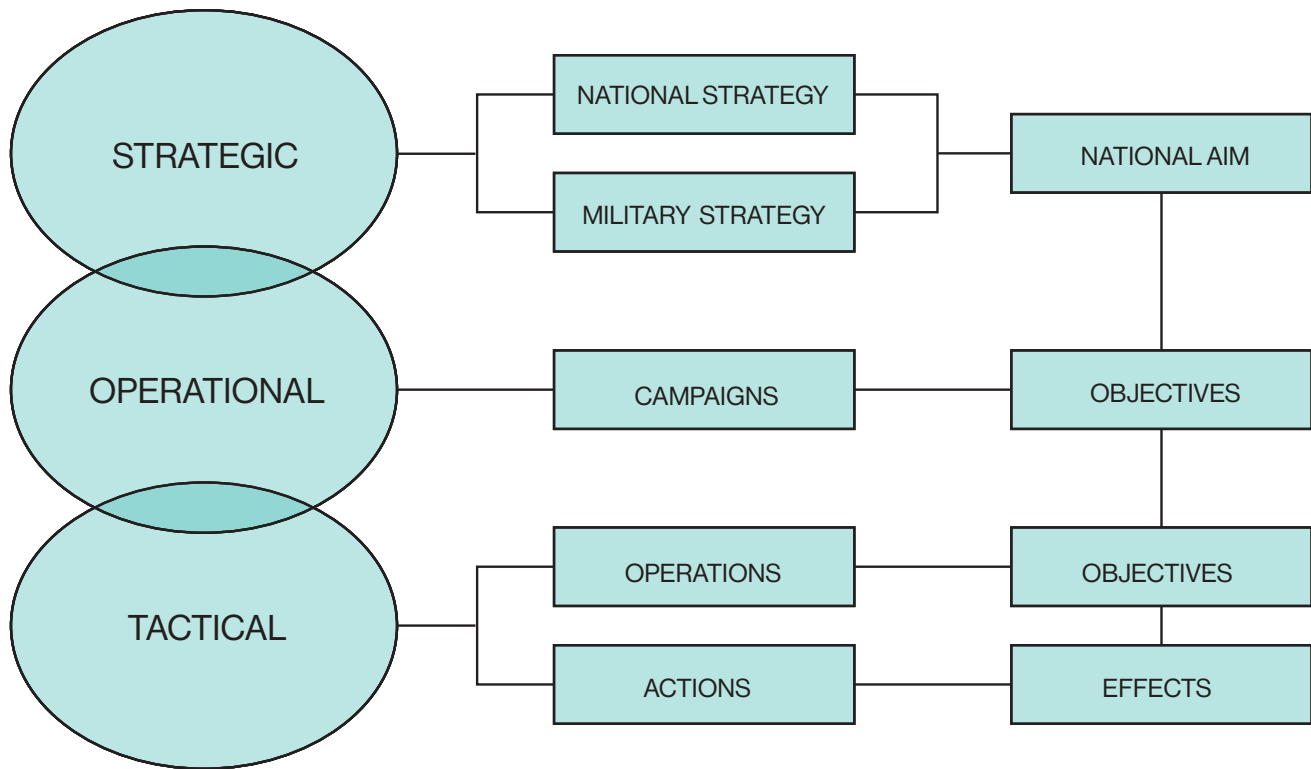 STRATEGIC
NATIONAL STRATEGY
MILITARY STRATEGY
NATIONAL AIM
OPERATIONAL
CAMPAIGNS
OBJECTIVES
TACTICAL
OPERATIONS
OBJECTIVES
ACTIONS
EFFECTS